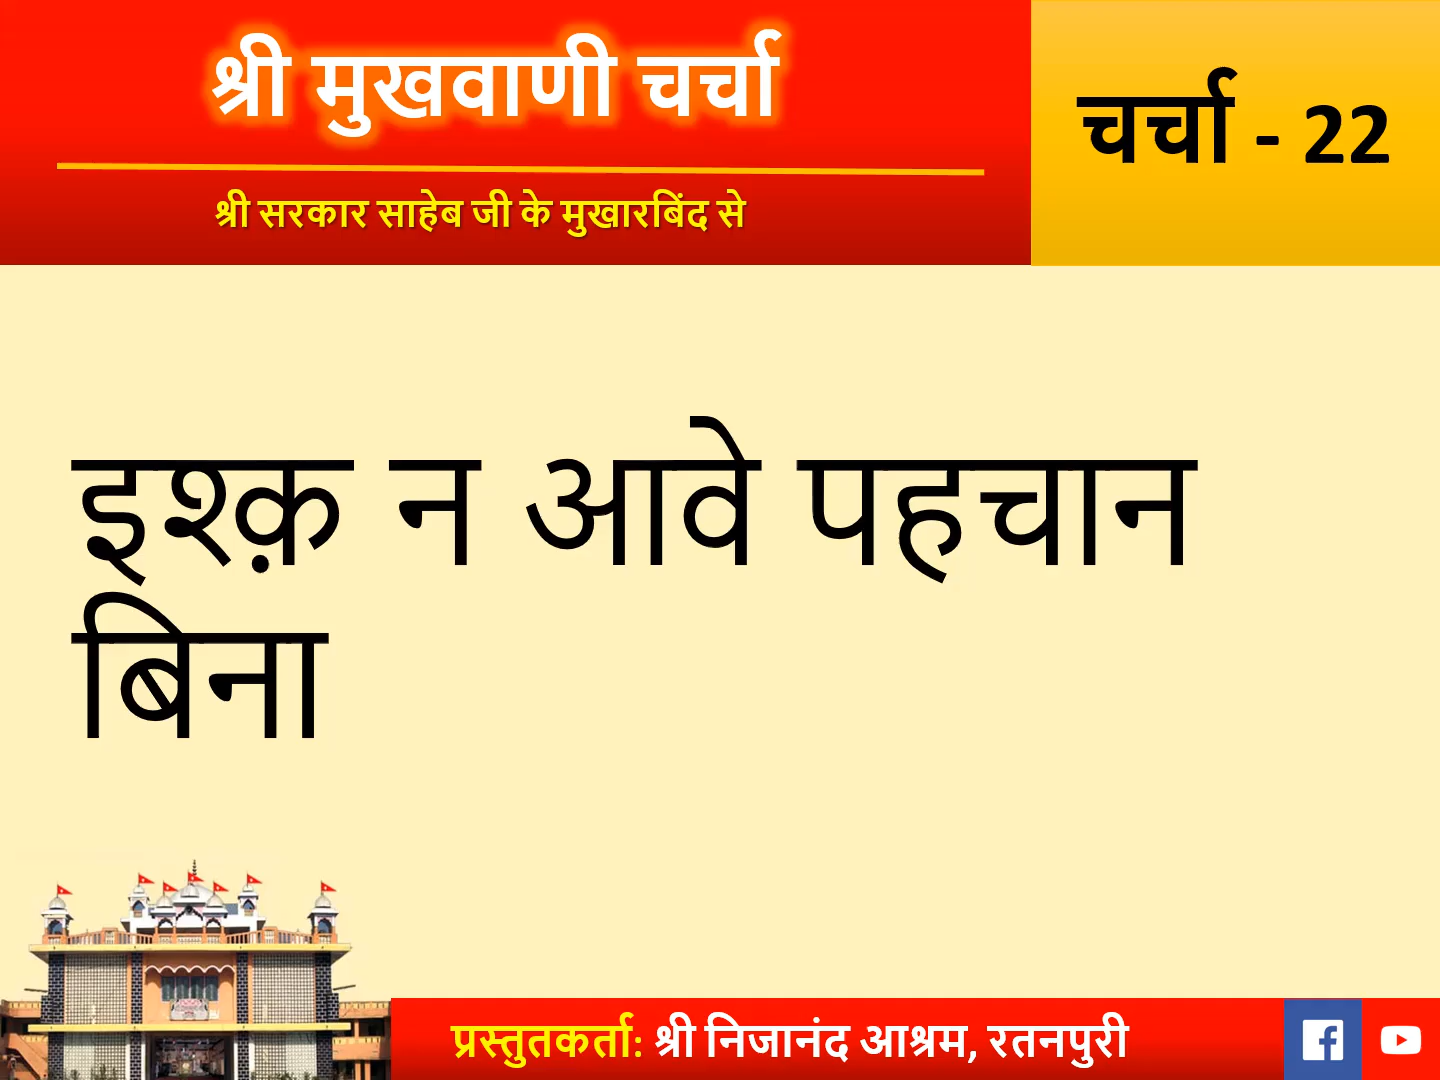 श्री मुखवाणी चर्चा
श्री सरकार साहेब जी के मुखारबिंद से
चर्चा - 22
इश्क़ न आवे पहचान
बिना
प्रस्तुतकर्ता: श्री निजानंद आश्रम, रतनपुरी